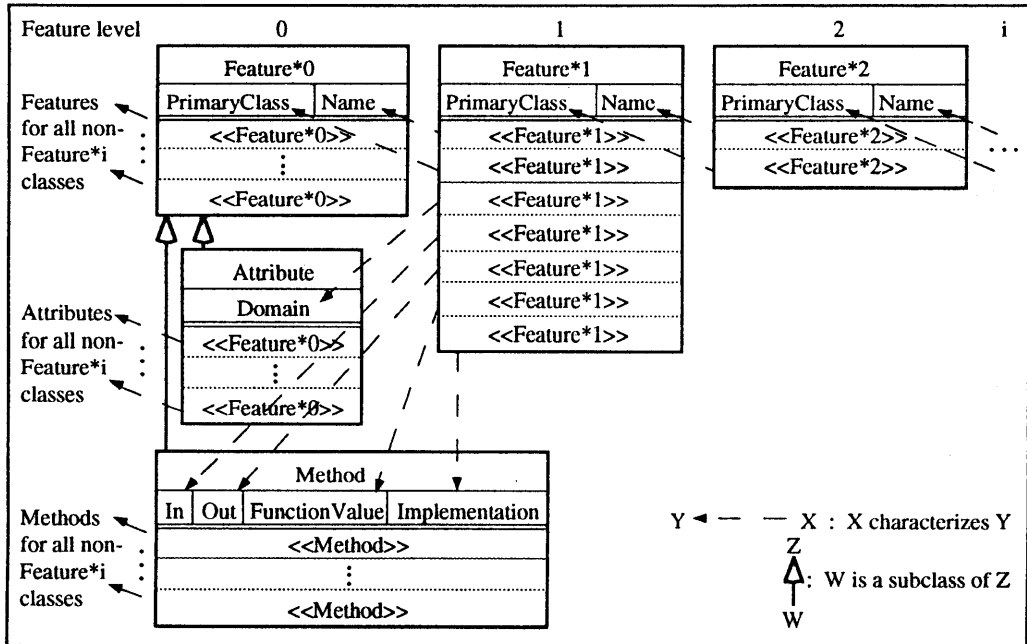 Feature level 0 1 2 i
Feature*0
PrimaryClass Name
<<Feature*0>>
<<Feature*0>>
Feature*1
PrimaryClass Name
<<Feature*1>>
<<Feature*1>>
<<Feature*1>>
<<Feature*1>>
<<Feature*1>>
<<Feature*1>>
<<Feature*1>>
Feature*2
PrimaryClass Name
<<Feature*2>>
<<Feature*2>>
Features
for all non-
Feature*i
classes
Attribute
Domain
<<Feature*0>>
<<Feature*0>>
Attributes
for all non-
Feature*i
classes
Method
In Out FunctionValue Implementation
<<Method>>
<<Method>>
Methods
for all non-
Feature*i
classes
Y X : X characterizes Y
Z
: W is a subclass of Z
W